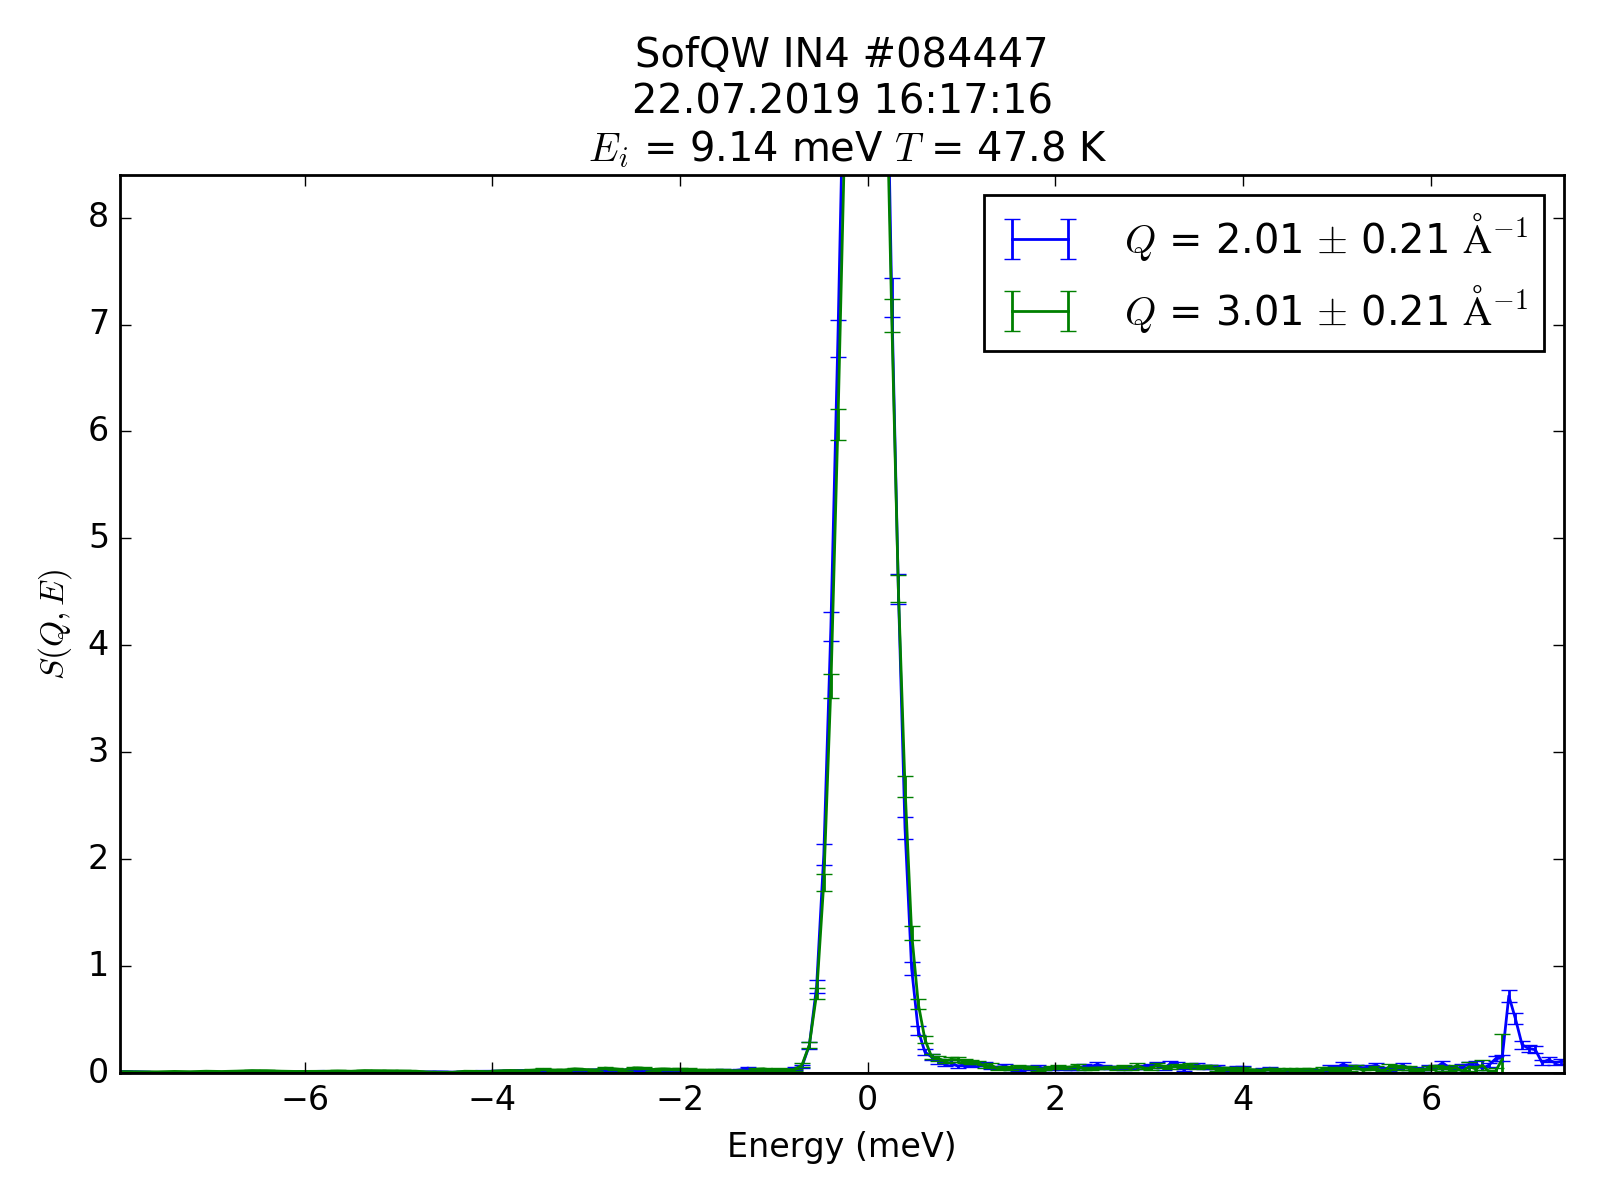 SofQW IN4 #084447
22.07.2019 16:17:16
E_i = 9.14 meV T = 47.8 K
8
7
6
5
4
3
2
1
0
S(Q, E)
Q = 2.01 ± 0.21 Å⁻¹
Q = 3.01 ± 0.21 Å⁻¹
−6 −4 −2 0 2 4 6
Energy (meV)